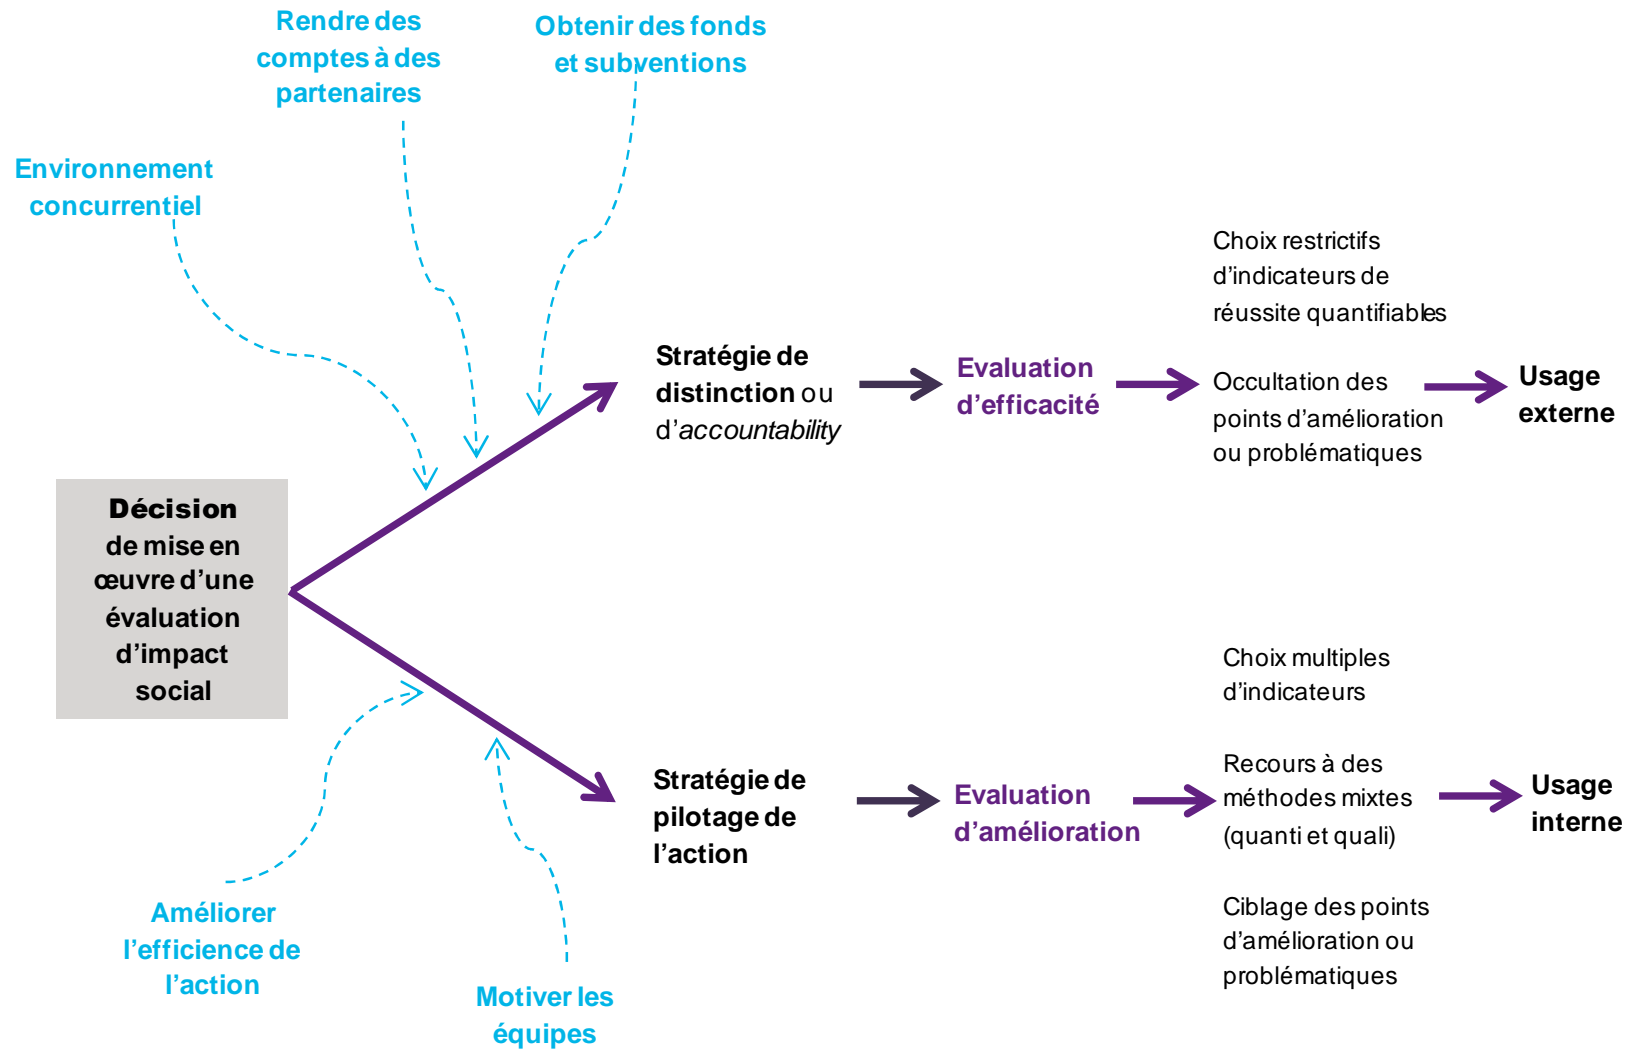 Rendre des
comptes à des
partenaires
Obtenir des fonds
et subventions
Environnement
concurrentiel
Décision
de mise en
œuvre d’une
évaluation
d’impact
social
Stratégie de
distinction ou
d’accountability
Evaluation
d’efficacité
Choix restrictifs
d’indicateurs de
réussite quantifiables
Occultation des
points d’amélioration
ou problématiques
Usage
externe
Stratégie de
pilotage de
l’action
Evaluation
d’amélioration
Choix multiples
d’indicateurs
Recours à des
méthodes mixtes
(quanti et quali)
Ciblage des points
d’amélioration ou
problématiques
Usage
interne
Améliorer
l’efficience de
l’action
Motiver les
équipes